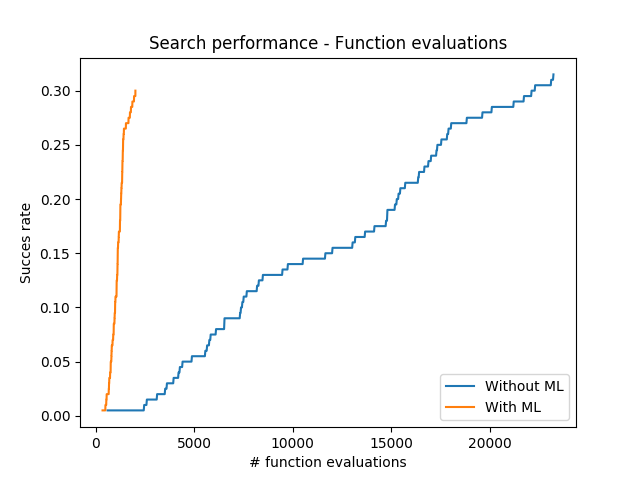 Search performance - Function evaluations
Succes rate
0.30
0.25
0.20
0.15
0.10
0.05
0.00
0
5000
10000
15000
20000
# function evaluations
Without ML
With ML